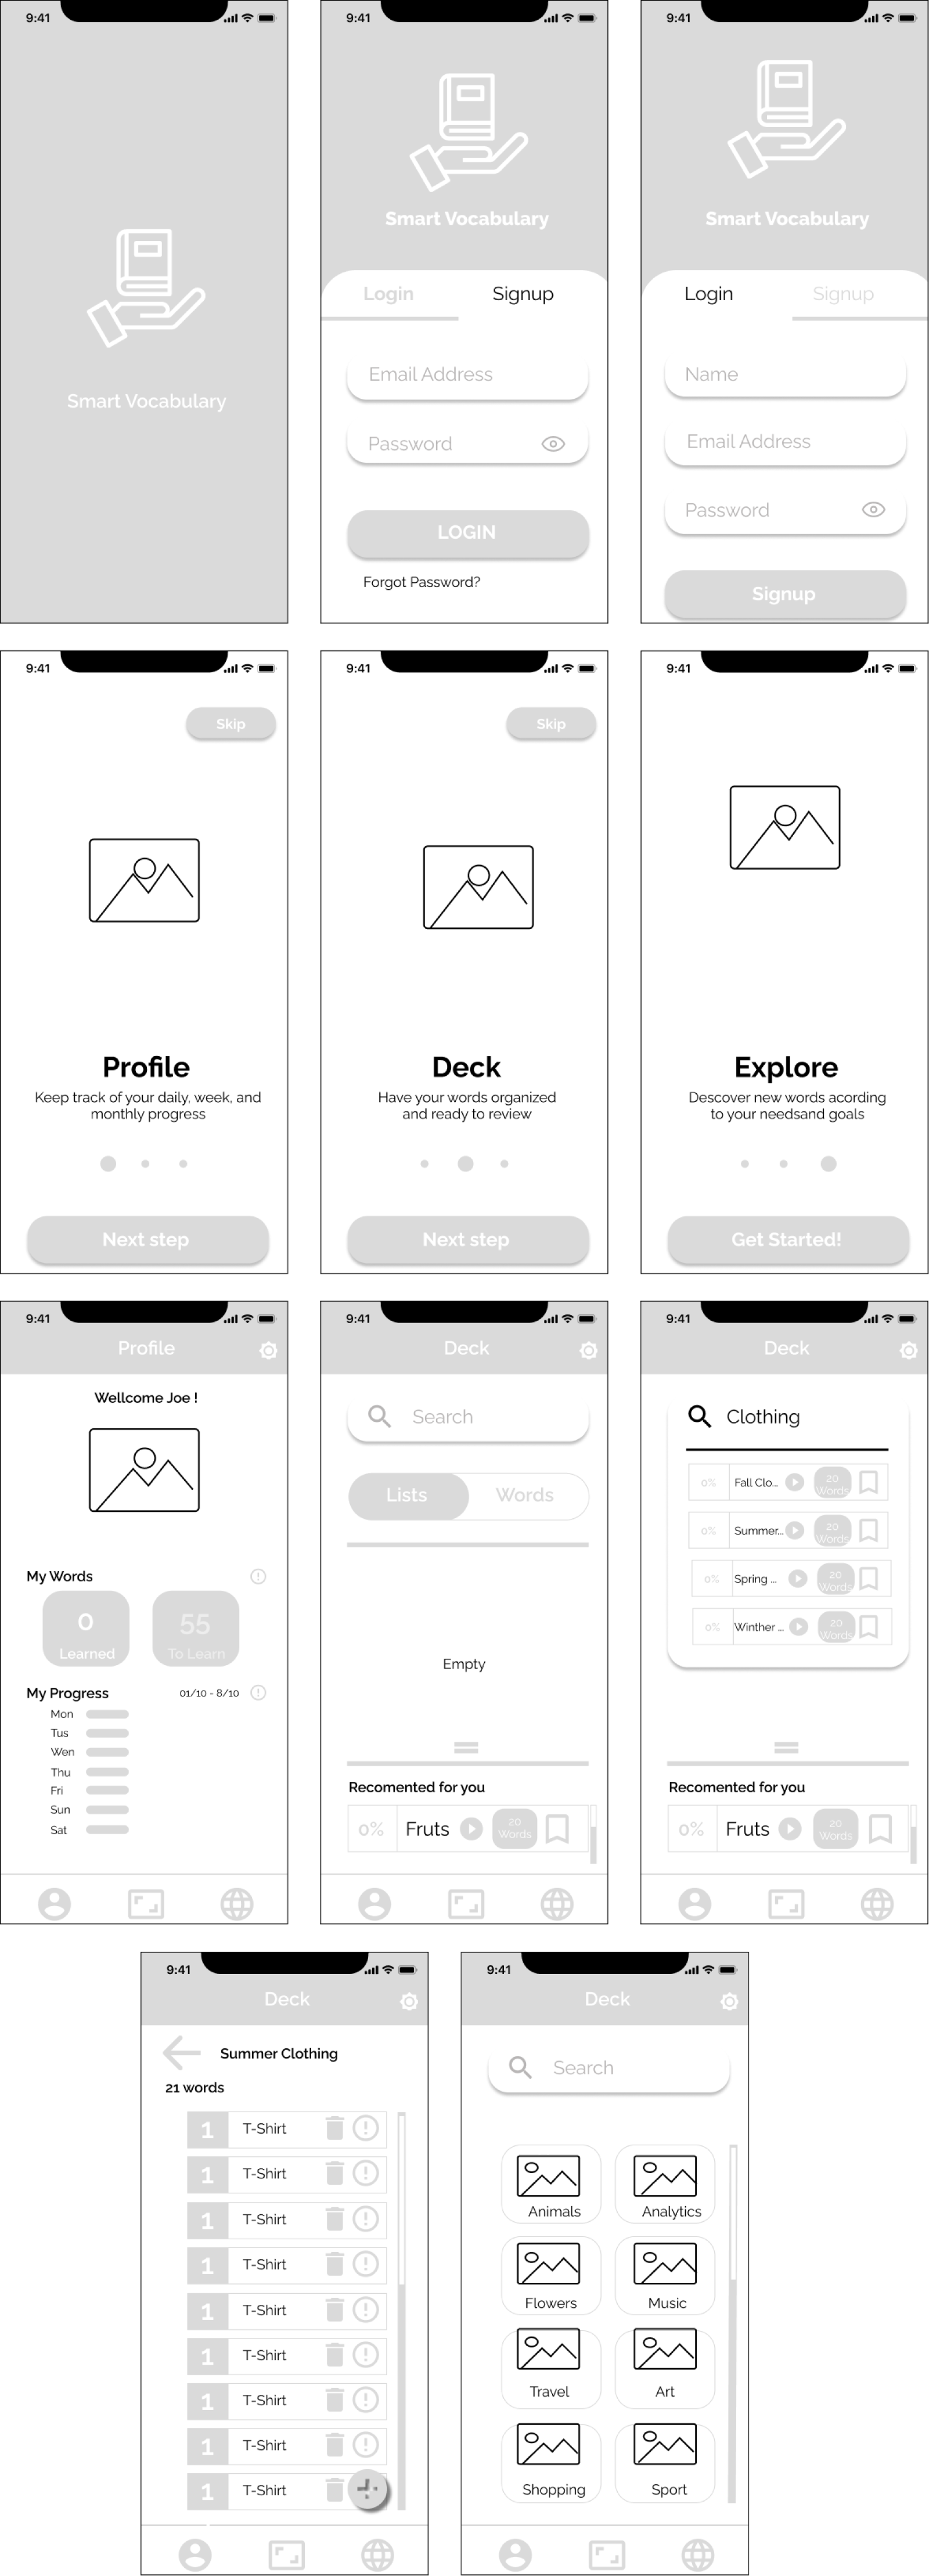 9:41
Smart Vocabulary
9:41
Smart Vocabulary
Login Signup
Email Address
Password
LOGIN
Forgot Password?
9:41
Smart Vocabulary
Login Signup
Name
Email Address
Password
Signup
9:41
Skip
Profile
Keep track of your daily, week, and
monthly progress
Next step
9:41
Skip
Deck
Have your words organized
and ready to review
Next step
9:41
Explore
Descover new words acording
to your needsand goals
Get Started!
9:41
Profile
Wellcome Joe !
My Words
0
Learned
55
To Learn
My Progress 01/10 - 8/10
Mon
Tus
Wen
Thu
Fri
Sun
Sat
9:41
Deck
Search
Lists Words
Empty
Recomented for you
0% Fruts 20
Words
9:41
Deck
Clothing
0% Fall Clo... 20
Words
0% Summer... 20
Words
0% Spring ... 20
Words
0% Winther ... 20
Words
Recomented for you
0% Fruts 20
Words
9:41
Deck
Summer Clothing
21 words
1 T-Shirt
1 T-Shirt
1 T-Shirt
1 T-Shirt
1 T-Shirt
1 T-Shirt
1 T-Shirt
1 T-Shirt
1 T-Shirt
9:41
Deck
Search
Animals Analytics
Flowers Music
Travel Art
Shopping Sport